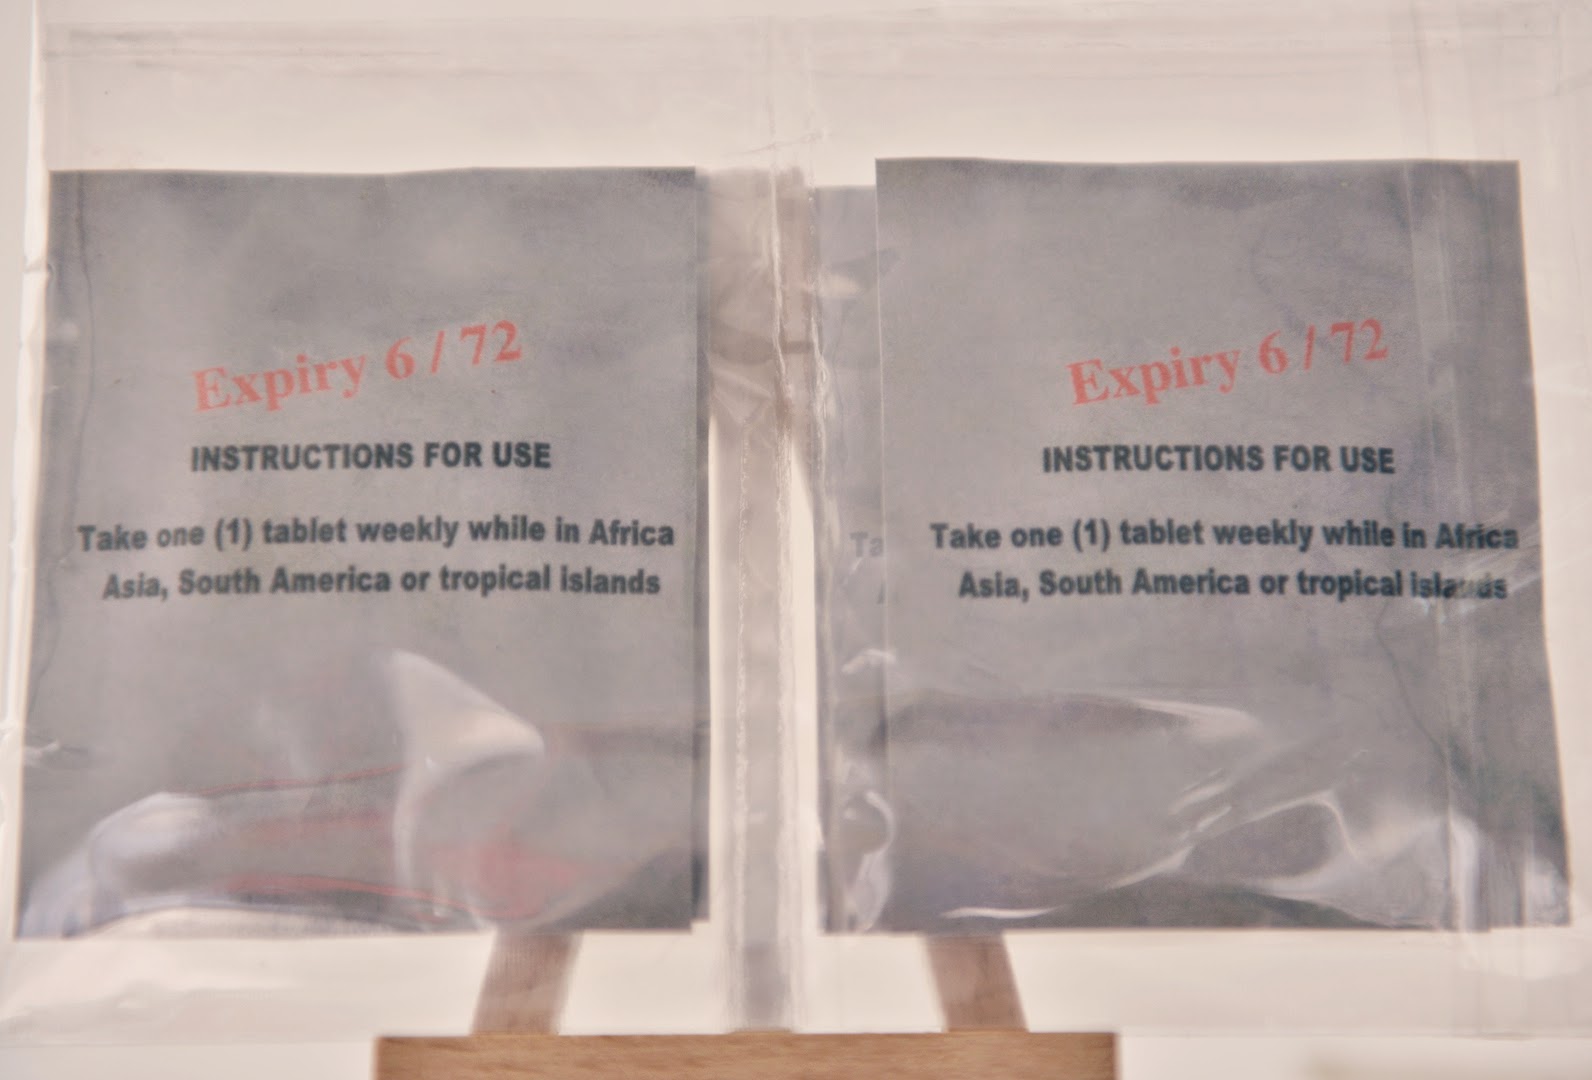 Expiry 6 / 72
INSTRUCTIONS FOR USE
Take one (1) tablet weekly while in Africa
Asia, South America or tropical islands
Ta
Expiry 6 / 72
INSTRUCTIONS FOR USE
Take one (1) tablet weekly while in Africa
Asia, South America or tropical islands